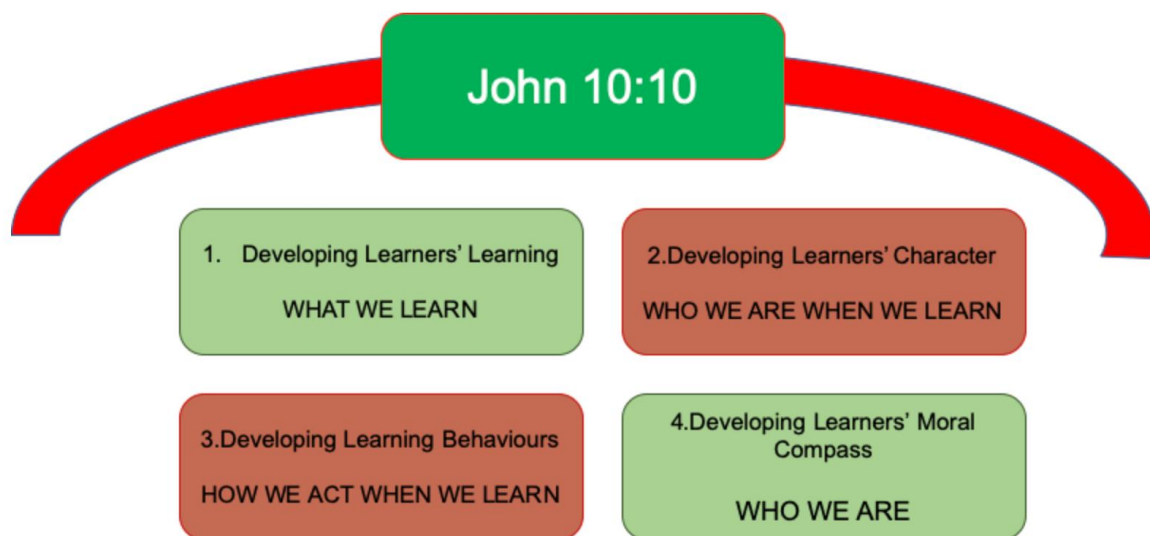 John 10:10
1. Developing Learners' Learning
WHAT WE LEARN
2.Developing Learners' Character
WHO WE ARE WHEN WE LEARN
3.Developing Learning Behaviours
HOW WE ACT WHEN WE LEARN
4.Developing Learners' Moral
Compass
WHO WE ARE